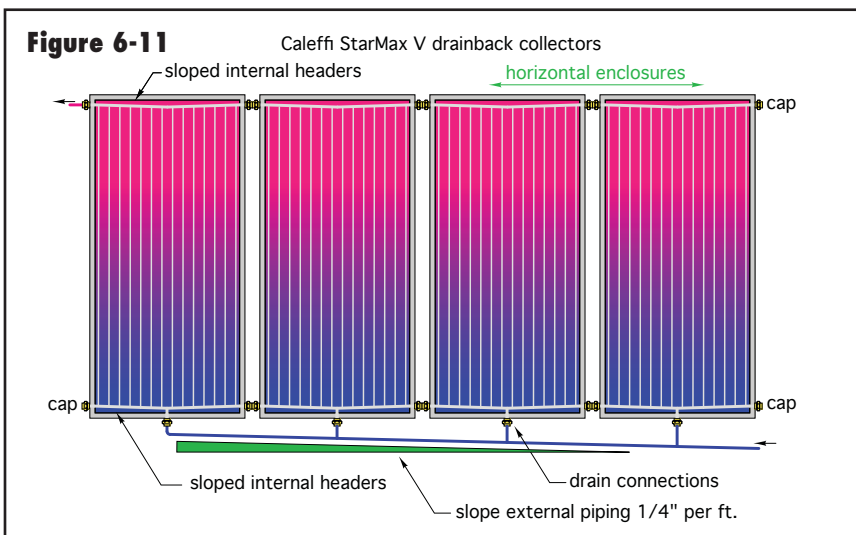 Figure 6-11
Caleffi StarMax V drainback collectors
sloped internal headers
horizontal enclosures
cap
cap
cap
sloped internal headers
drain connections
slope external piping 1/4" per ft.